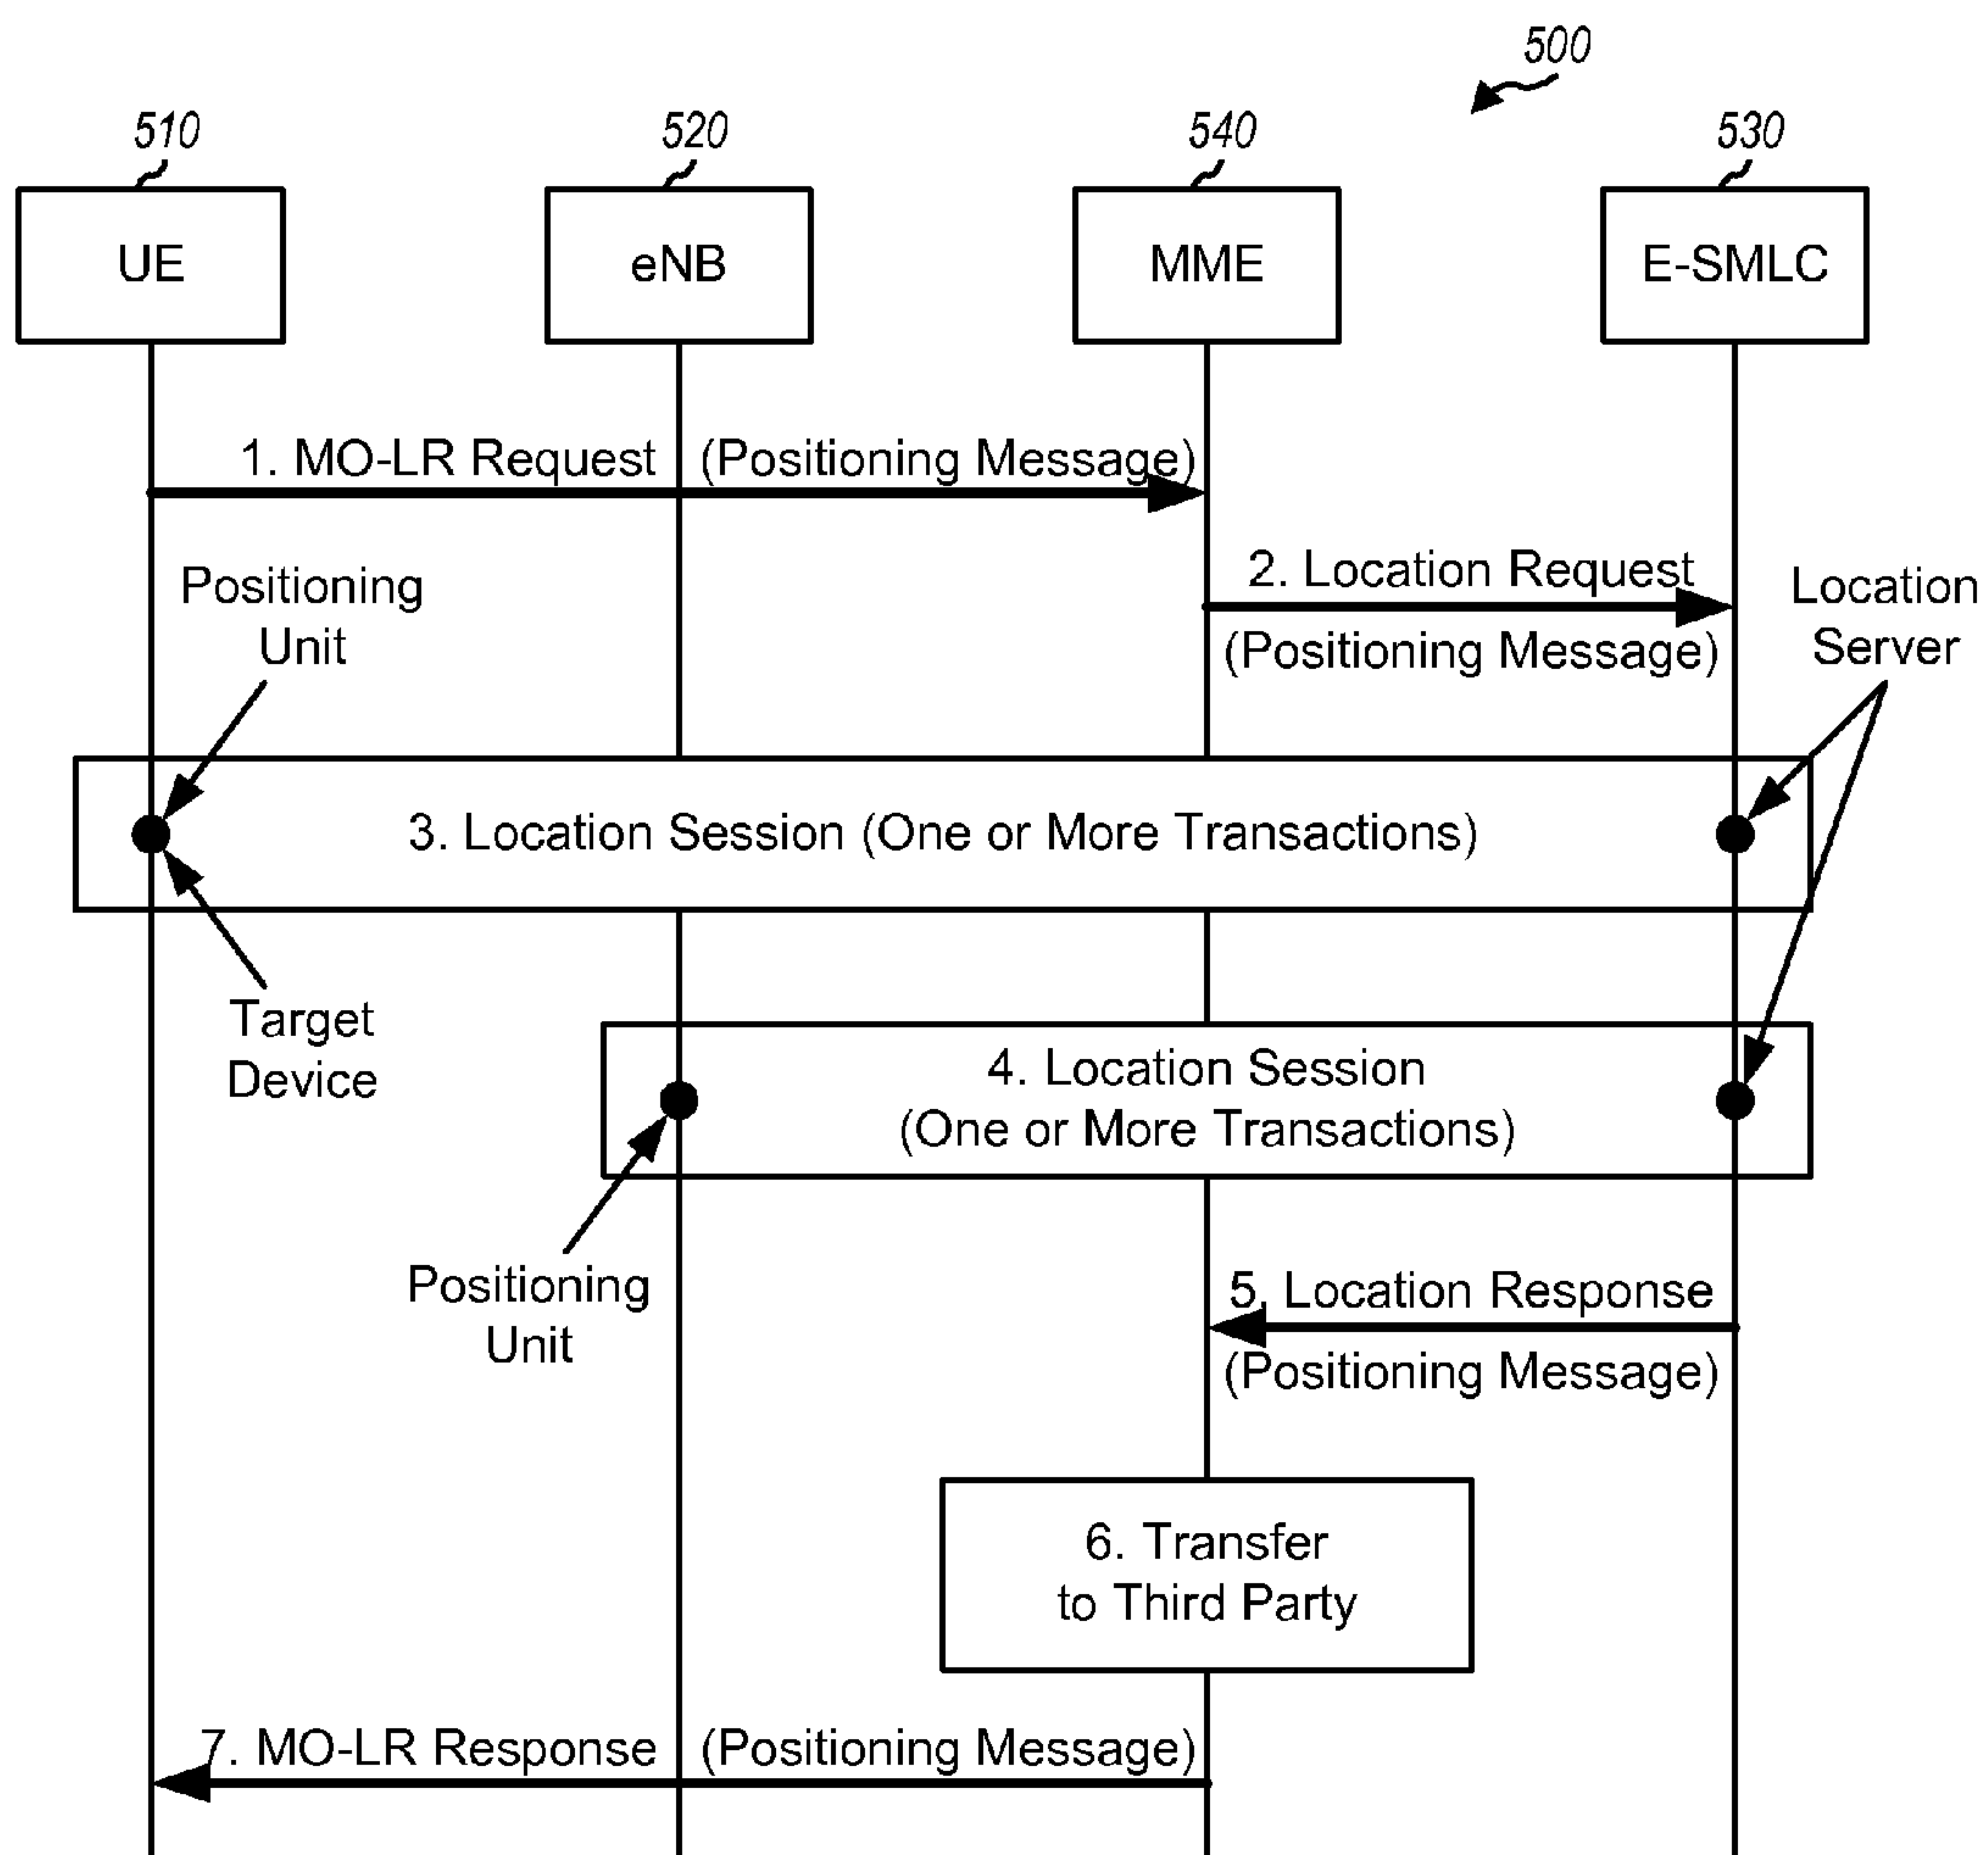 500
510
520
540
530
UE
eNB
MME
E-SMLC
1. MO-LR Request (Positioning Message)
2. Location Request
(Positioning Message)
Positioning
Unit
Location
Server
3. Location Session (One or More Transactions)
Target
Device
4. Location Session
(One or More Transactions)
Positioning
Unit
5. Location Response
(Positioning Message)
6. Transfer
to Third Party
7. MO-LR Response (Positioning Message)